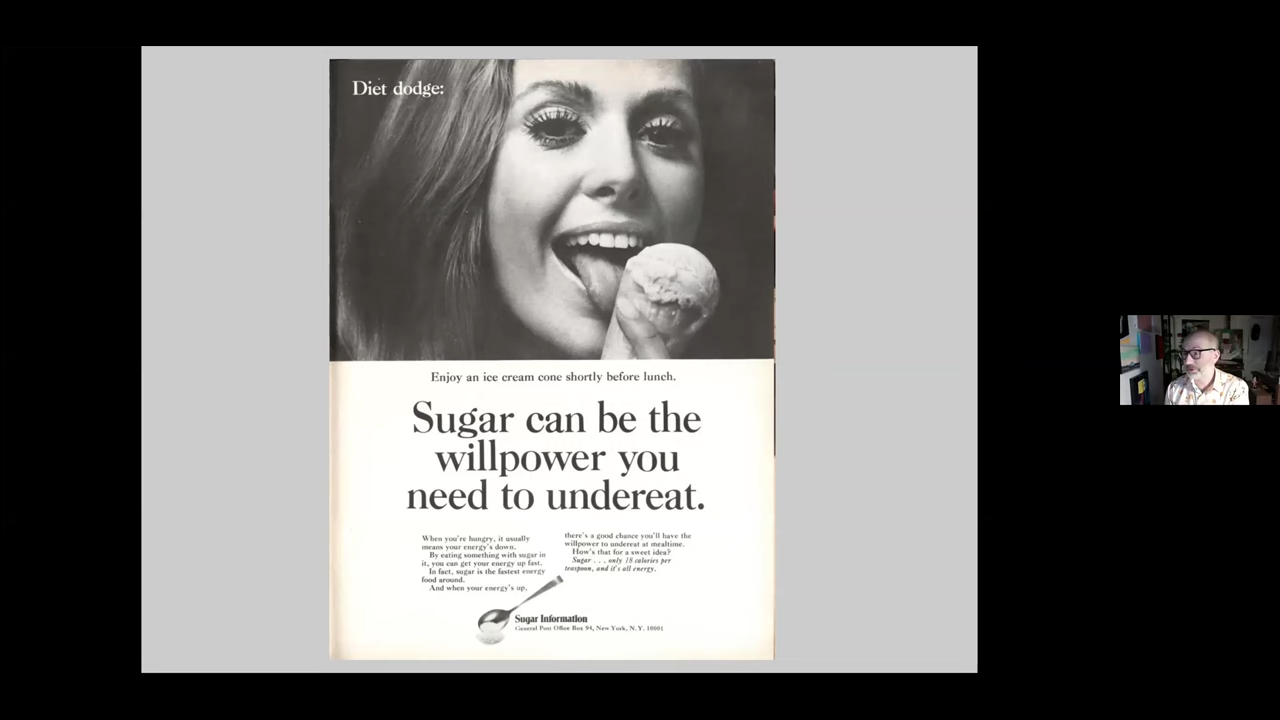 Diet dodge:
Enjoy an ice cream cone shortly before lunch.
Sugar can be the
willpower you
need to undereat.
When you're hungry, it usually
means your energy's down.
By eating something with sugar in
it, you can get your energy up fast.
In fact, sugar is the fastest energy
food around.
And when your energy's up,
there's a good chance you'll have the
willpower to undereat at mealtime.
How's that for a sweet idea?
Sugar . . . only 18 calories per
teaspoon, and it's all energy.
Sugar Information
General Post Office Box 94, New York, N.Y. 10001